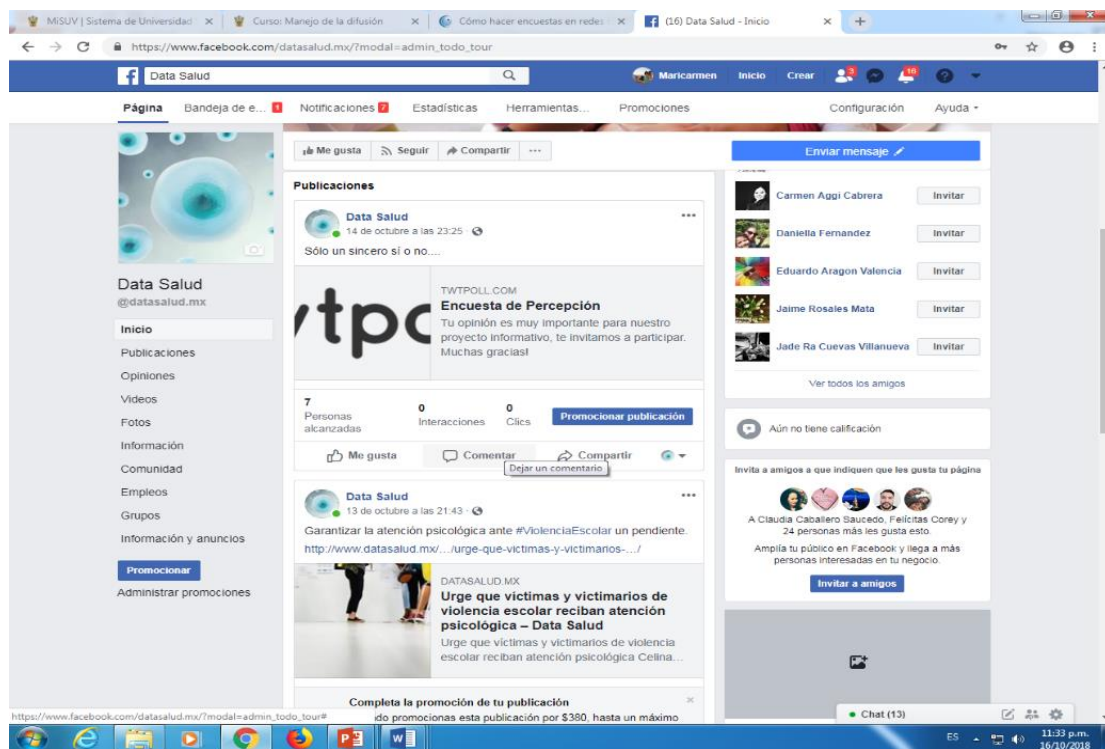 MiSUV | Sistema de Universidad
Curso: Manejo de la difusión
Cómo hacer encuestas en redes
(16) Data Salud - Inicio
https://www.facebook.com/datasalud.mx/?modal=admin_todo_tour
Data Salud
Maricarmen
Inicio
Crear
3
10
Página
Bandeja de e... 1
Notificaciones 7
Estadísticas
Herramientas...
Promociones
Configuración
Ayuda
Me gusta
Seguir
Compartir
Enviar mensaje
Data Salud
@datasalud.mx
Inicio
Publicaciones
Opiniones
Videos
Fotos
Información
Comunidad
Empleos
Grupos
Información y anuncios
Promocionar
Administrar promociones
Publicaciones
Data Salud
14 de octubre a las 23:25
Sólo un sincero sí o no....
tpo
TWTPOLL.COM
Encuesta de Percepción
Tu opinión es muy importante para nuestro
proyecto informativo, te invitamos a participar.
Muchas gracias!
7
Personas
alcanzadas
0
Interacciones
0
Clics
Promocionar publicación
Me gusta
Comentar
Compartir
Dejar un comentario
Data Salud
13 de octubre a las 21:43
Garantizar la atención psicológica ante #ViolenciaEscolar un pendiente.
http://www.datasalud.mx/.../urge-que-victimas-y-victimarios-.../
DATASALUD.MX
Urge que víctimas y victimarios de
violencia escolar reciban atención
psicológica – Data Salud
Urge que víctimas y victimarios de violencia
escolar reciban atención psicológica Celina...
Completa la promoción de tu publicación
do promocionas esta publicación por $380, hasta un máximo
Carmen Aggi Cabrera
Invitar
Daniella Fernandez
Invitar
Eduardo Aragon Valencia
Invitar
Jaime Rosales Mata
Invitar
Jade Ra Cuevas Villanueva
Invitar
Ver todos los amigos
Aún no tiene calificación
Invita a amigos a que indiquen que les gusta tu página
A Claudia Caballero Saucedo, Felicitas Corey y
24 personas más les gusta esto.
Amplía tu público en Facebook y llega a más
personas interesadas en tu negocio.
Invitar a amigos
Chat (13)
https://www.facebook.com/datasalud.mx/?modal=admin_todo_tour#
ES
11:33 p.m.
16/10/2018